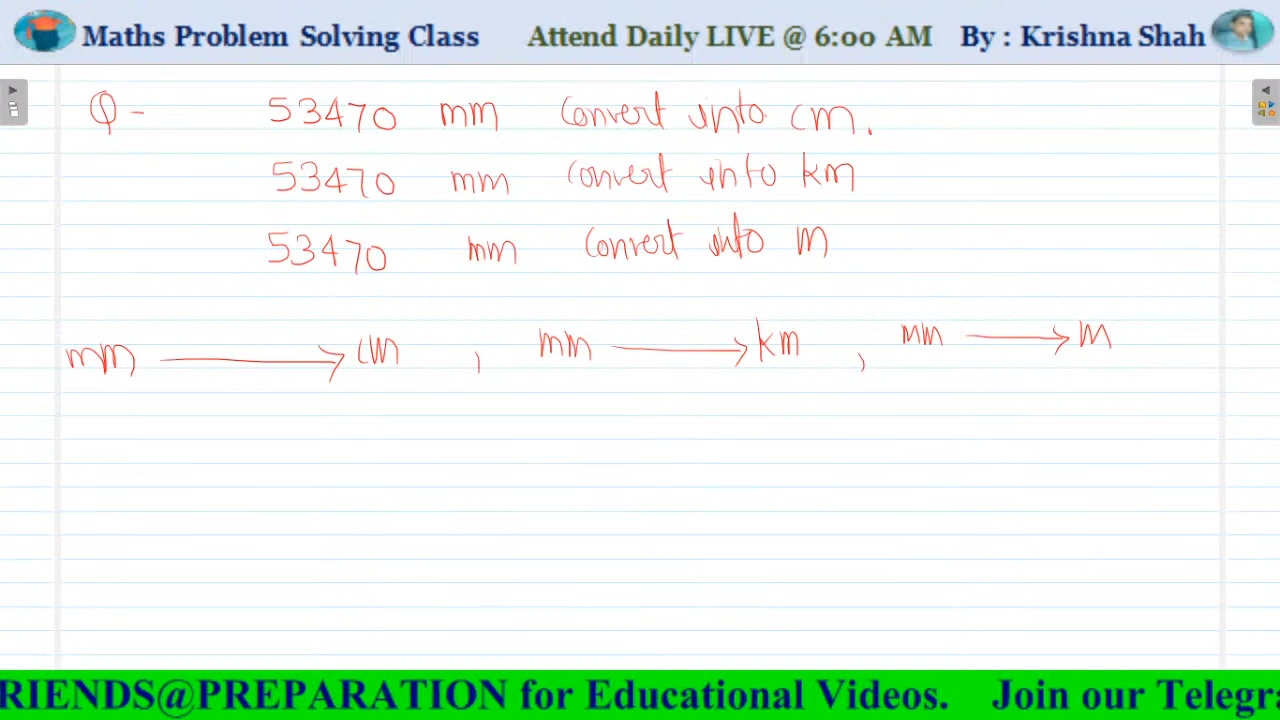 Maths Problem Solving Class Attend Daily LIVE @ 6:00 AM By : Krishna Shah
Q - 53470 mm convert into cm.
53470 mm convert into km
53470 mm convert into m
mm → cm , mm → km , mm → m
RIENDS@PREPARATION for Educational Videos. Join our Telegra